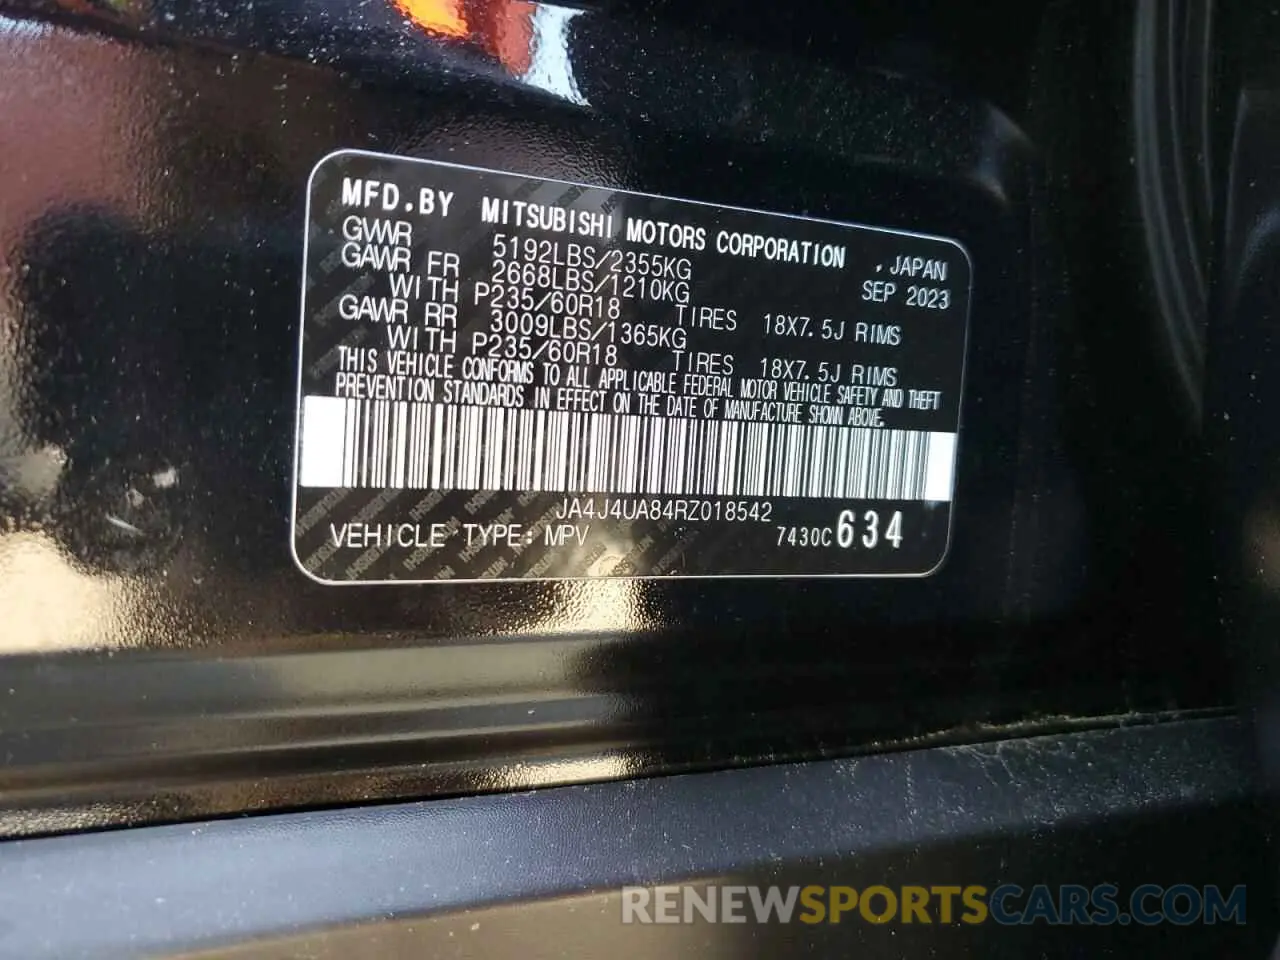 MFD.BY MITSUBISHI MOTORS CORPORATION , JAPAN
GVWR 5192LBS/2355KG SEP 2023
GAWR FR 2668LBS/1210KG
WITH P235/60R18 TIRES 18X7.5J RIMS
GAWR RR 3009LBS/1365KG
WITH P235/60R18 TIRES 18X7.5J RIMS
THIS VEHICLE CONFORMS TO ALL APPLICABLE FEDERAL MOTOR VEHICLE SAFETY AND THEFT
PREVENTION STANDARDS IN EFFECT ON THE DATE OF MANUFACTURE SHOWN ABOVE.
JA4J4UA84RZ018542
VEHICLE TYPE: MPV 7430C 634
RENEWSPORTSCARS.COM